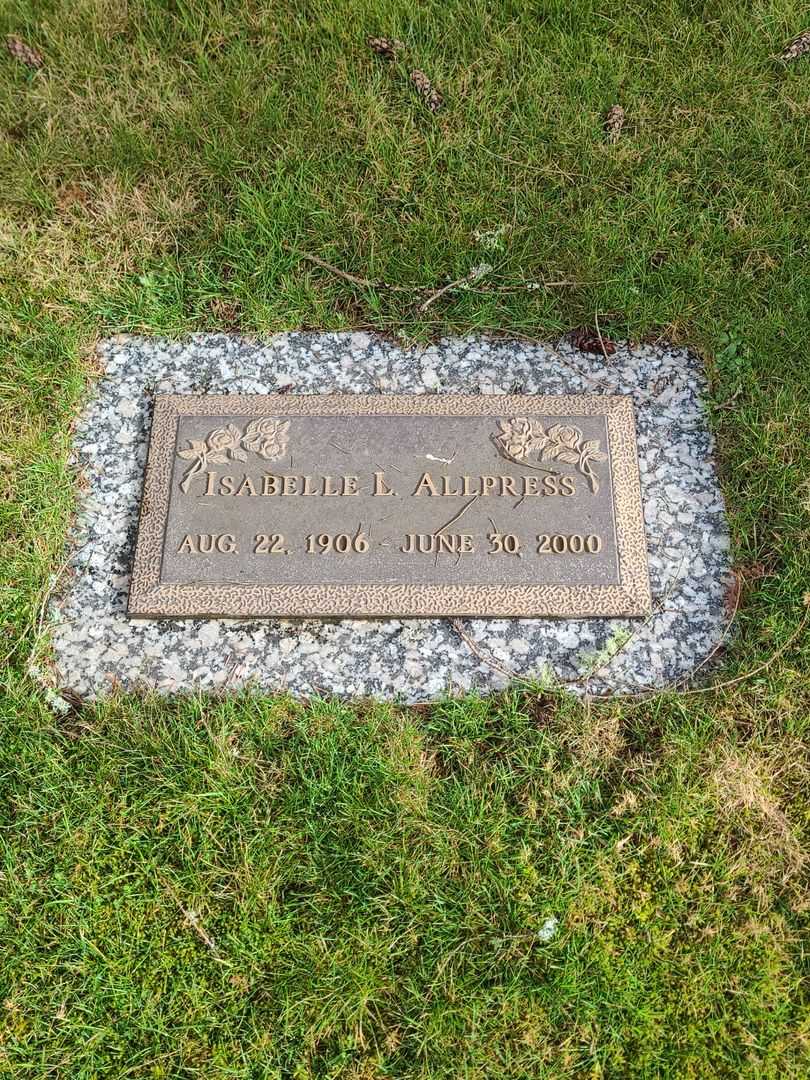 ISABELLE L. ALLPRESS
AUG. 22, 1906 - JUNE 30, 2000